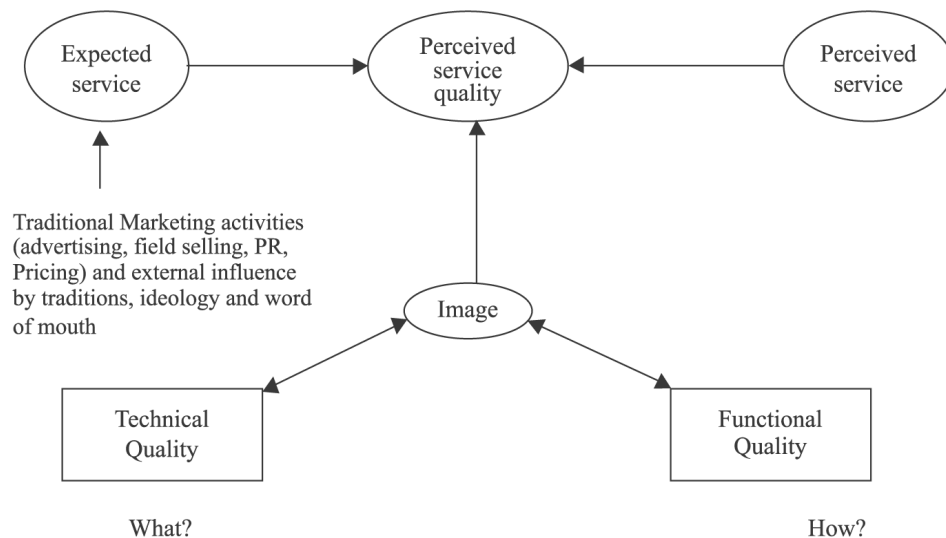 Expected
service
Perceived
service
quality
Perceived
service
Traditional Marketing activities
(advertising, field selling, PR,
Pricing) and external influence
by traditions, ideology and word
of mouth
Image
Technical
Quality
Functional
Quality
What?
How?